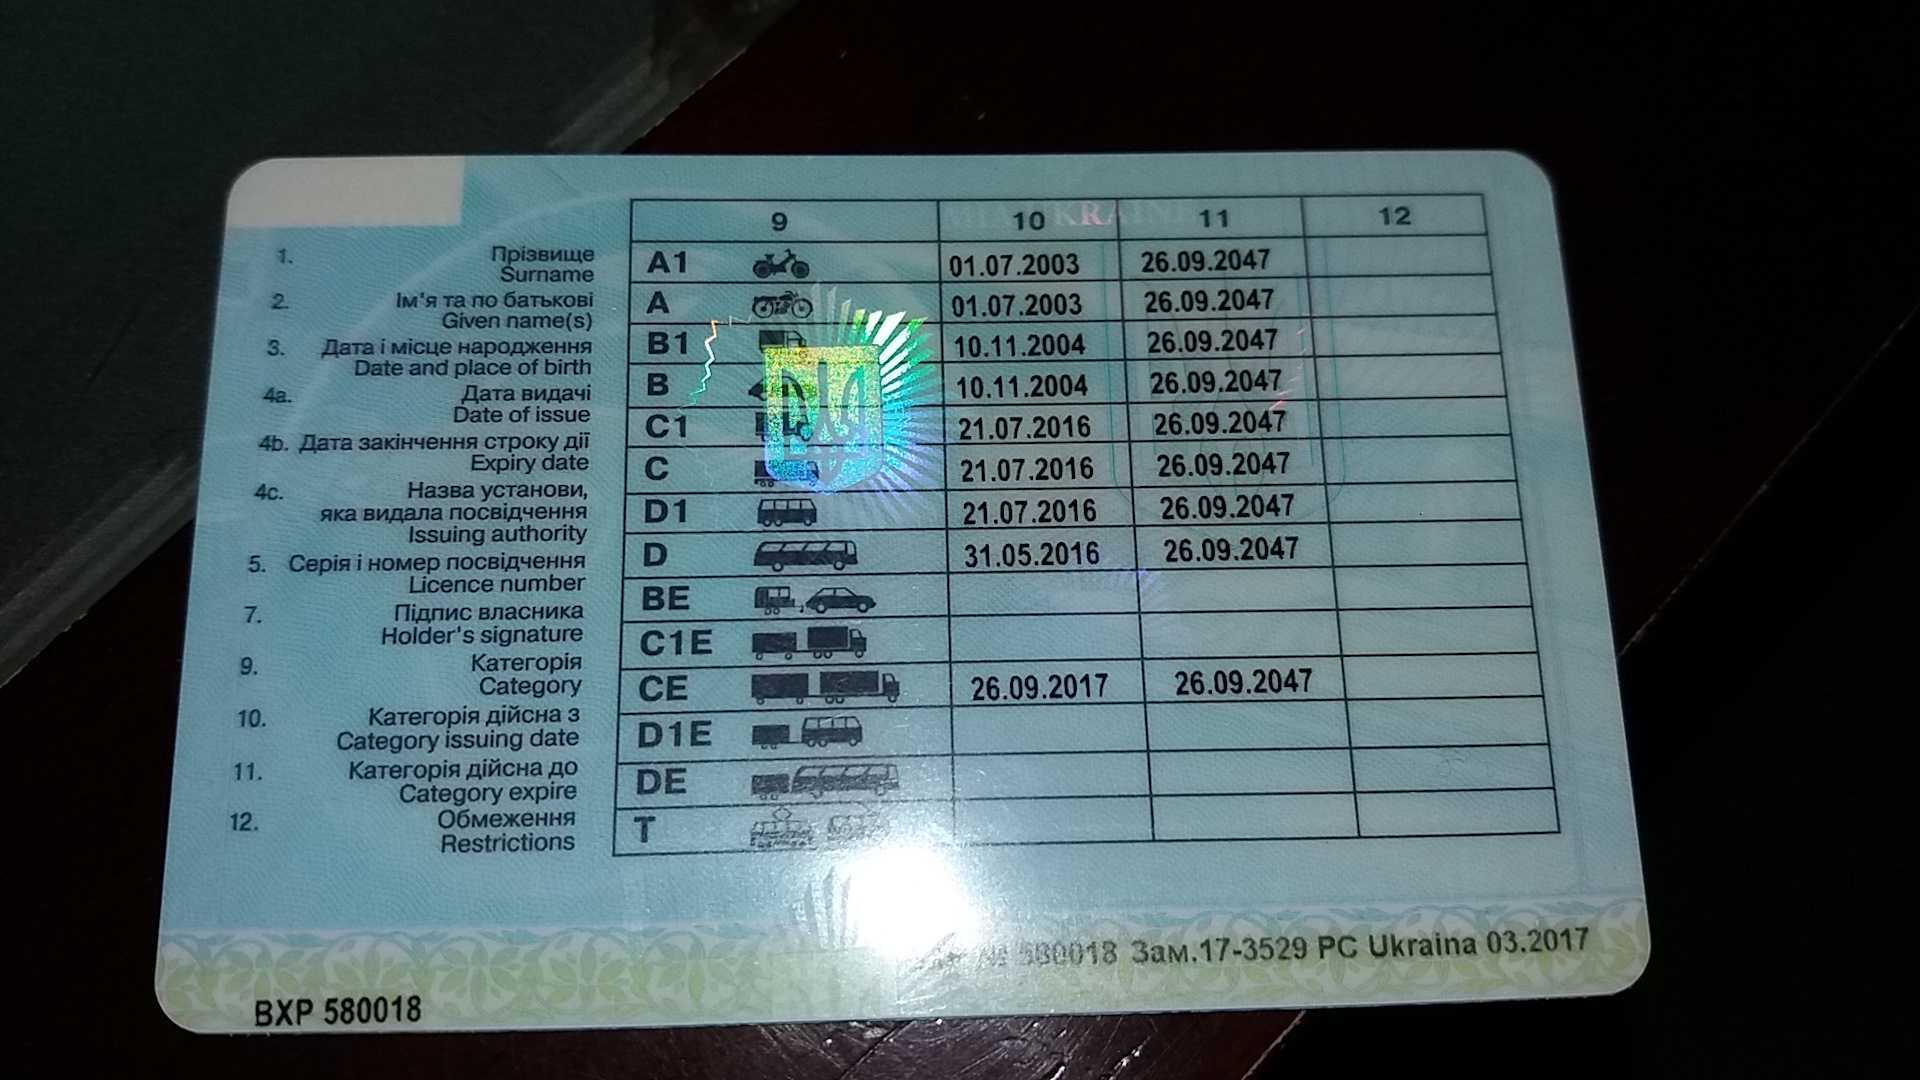 9 10 11 12
1. Прізвище
Surname
2. Ім'я та по батькові
Given name(s)
3. Дата і місце народження
Date and place of birth
4a. Дата видачі
Date of issue
4b. Дата закінчення строку дії
Expiry date
4c. Назва установи,
яка видала посвідчення
Issuing authority
5. Серія і номер посвідчення
Licence number
7. Підпис власника
Holder's signature
9. Категорія
Category
10. Категорія дійсна з
Category issuing date
11. Категорія дійсна до
Category expire
12. Обмеження
Restrictions
A1 01.07.2003 26.09.2047
A 01.07.2003 26.09.2047
B1 10.11.2004 26.09.2047
B 10.11.2004 26.09.2047
C1 21.07.2016 26.09.2047
C 21.07.2016 26.09.2047
D1 21.07.2016 26.09.2047
D 31.05.2016 26.09.2047
BE
C1E
CE 26.09.2017 26.09.2047
D1E
DE
T
№ 580018 Зам.17-3529 PC Ukraina 03.2017
BXP 580018